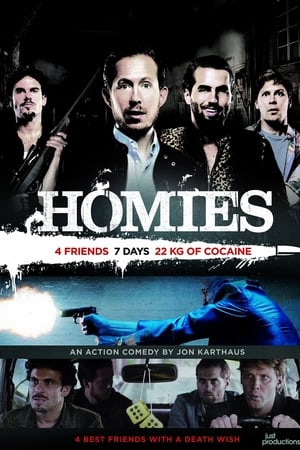 HOMIES
4 FRIENDS 7 DAYS 22 KG OF COCAINE
AN ACTION COMEDY BY JON KARTHAUS
4 BEST FRIENDS WITH A DEATH WISH
just
productions